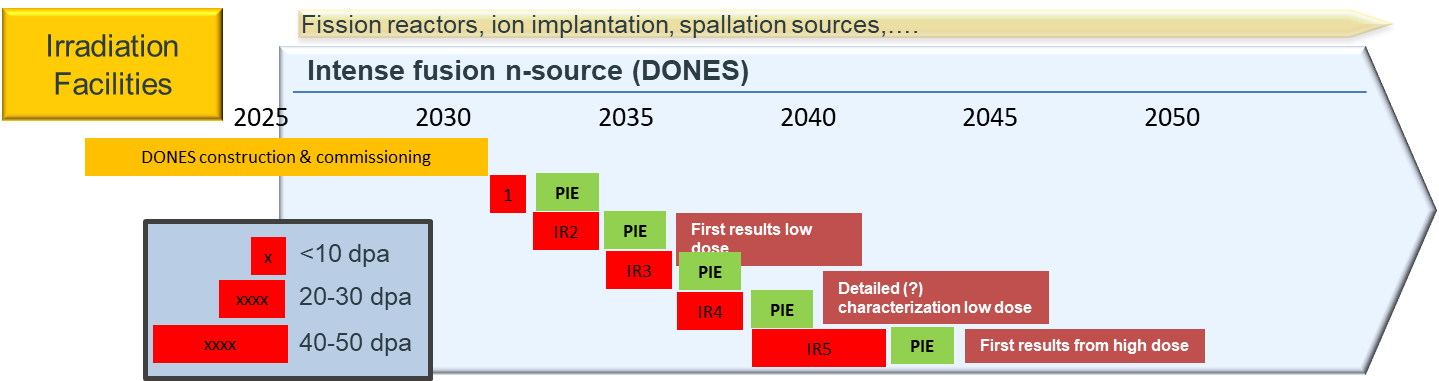 Irradiation
Facilities
Fission reactors, ion implantation, spallation sources,....
Intense fusion n-source (DONES)
2025 2030 2035 2040 2045 2050
DONES construction & commissioning
1 PIE
IR2 PIE First results low
dose
IR3 PIE
IR4 PIE Detailed (?)
characterization low dose
IR5 PIE First results from high dose
x <10 dpa
xxxx 20-30 dpa
xxxx 40-50 dpa